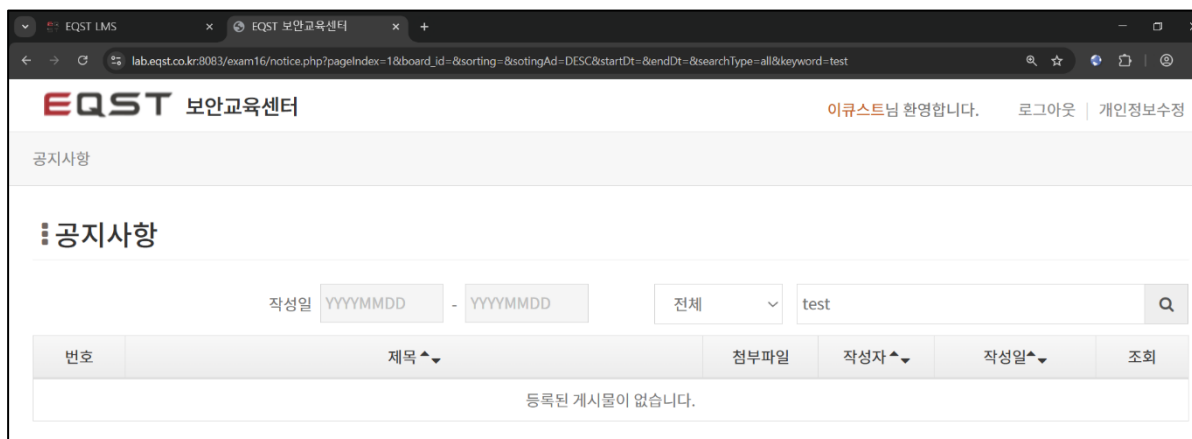 EQST LMS
EQST 보안교육센터
lab.eqst.co.kr:8083/exam16/notice.php?pageIndex=1&board_id=&sorting=&sotingAd=DESC&startDt=&endDt=&searchType=all&keyword=test
EQST 보안교육센터
이큐스트님 환영합니다. 로그아웃 | 개인정보수정
공지사항
공지사항
작성일 YYYYMMDD - YYYYMMDD 전체 test
번호 제목 첨부파일 작성자 작성일 조회
등록된 게시물이 없습니다.